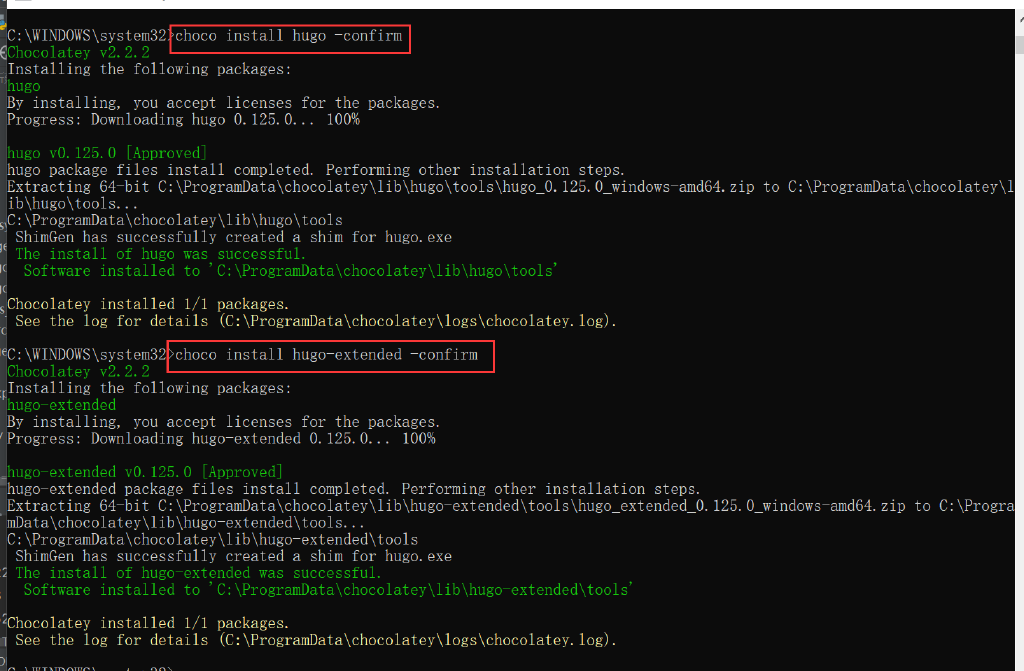 C:\WINDOWS\system32>choco install hugo -confirm
Chocolatey v2.2.2
Installing the following packages:
hugo
By installing, you accept licenses for the packages.
Progress: Downloading hugo 0.125.0... 100%
hugo v0.125.0 [Approved]
hugo package files install completed. Performing other installation steps.
Extracting 64-bit C:\ProgramData\chocolatey\lib\hugo\tools\hugo_0.125.0_windows-amd64.zip to C:\ProgramData\chocolatey\l
ib\hugo\tools...
C:\ProgramData\chocolatey\lib\hugo\tools
ShimGen has successfully created a shim for hugo.exe
The install of hugo was successful.
Software installed to 'C:\ProgramData\chocolatey\lib\hugo\tools'
Chocolatey installed 1/1 packages.
See the log for details (C:\ProgramData\chocolatey\logs\chocolatey.log).
C:\WINDOWS\system32>choco install hugo-extended -confirm
Chocolatey v2.2.2
Installing the following packages:
hugo-extended
By installing, you accept licenses for the packages.
Progress: Downloading hugo-extended 0.125.0... 100%
hugo-extended v0.125.0 [Approved]
hugo-extended package files install completed. Performing other installation steps.
Extracting 64-bit C:\ProgramData\chocolatey\lib\hugo-extended\tools\hugo_extended_0.125.0_windows-amd64.zip to C:\Progra
mData\chocolatey\lib\hugo-extended\tools...
C:\ProgramData\chocolatey\lib\hugo-extended\tools
ShimGen has successfully created a shim for hugo.exe
The install of hugo-extended was successful.
Software installed to 'C:\ProgramData\chocolatey\lib\hugo-extended\tools'
Chocolatey installed 1/1 packages.
See the log for details (C:\ProgramData\chocolatey\logs\chocolatey.log).